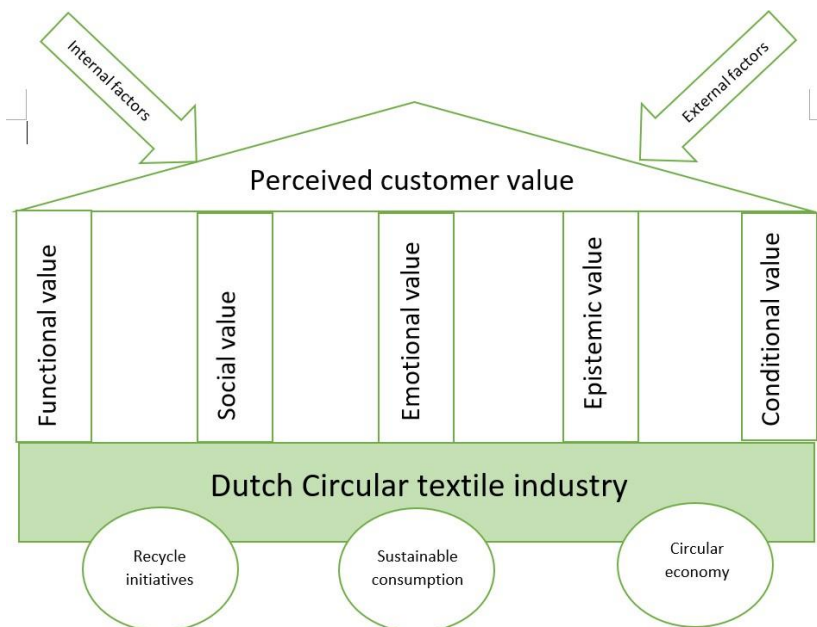 Internal factors
External factors
Perceived customer value
Functional value
Social value
Emotional value
Epistemic value
Conditional value
Dutch Circular textile industry
Recycle
initiatives
Sustainable
consumption
Circular
economy